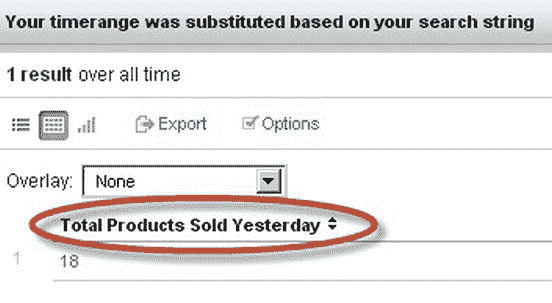 Your timerange was substituted based on your search string
1 result over all time
Export Options
Overlay: None
Total Products Sold Yesterday
1 18